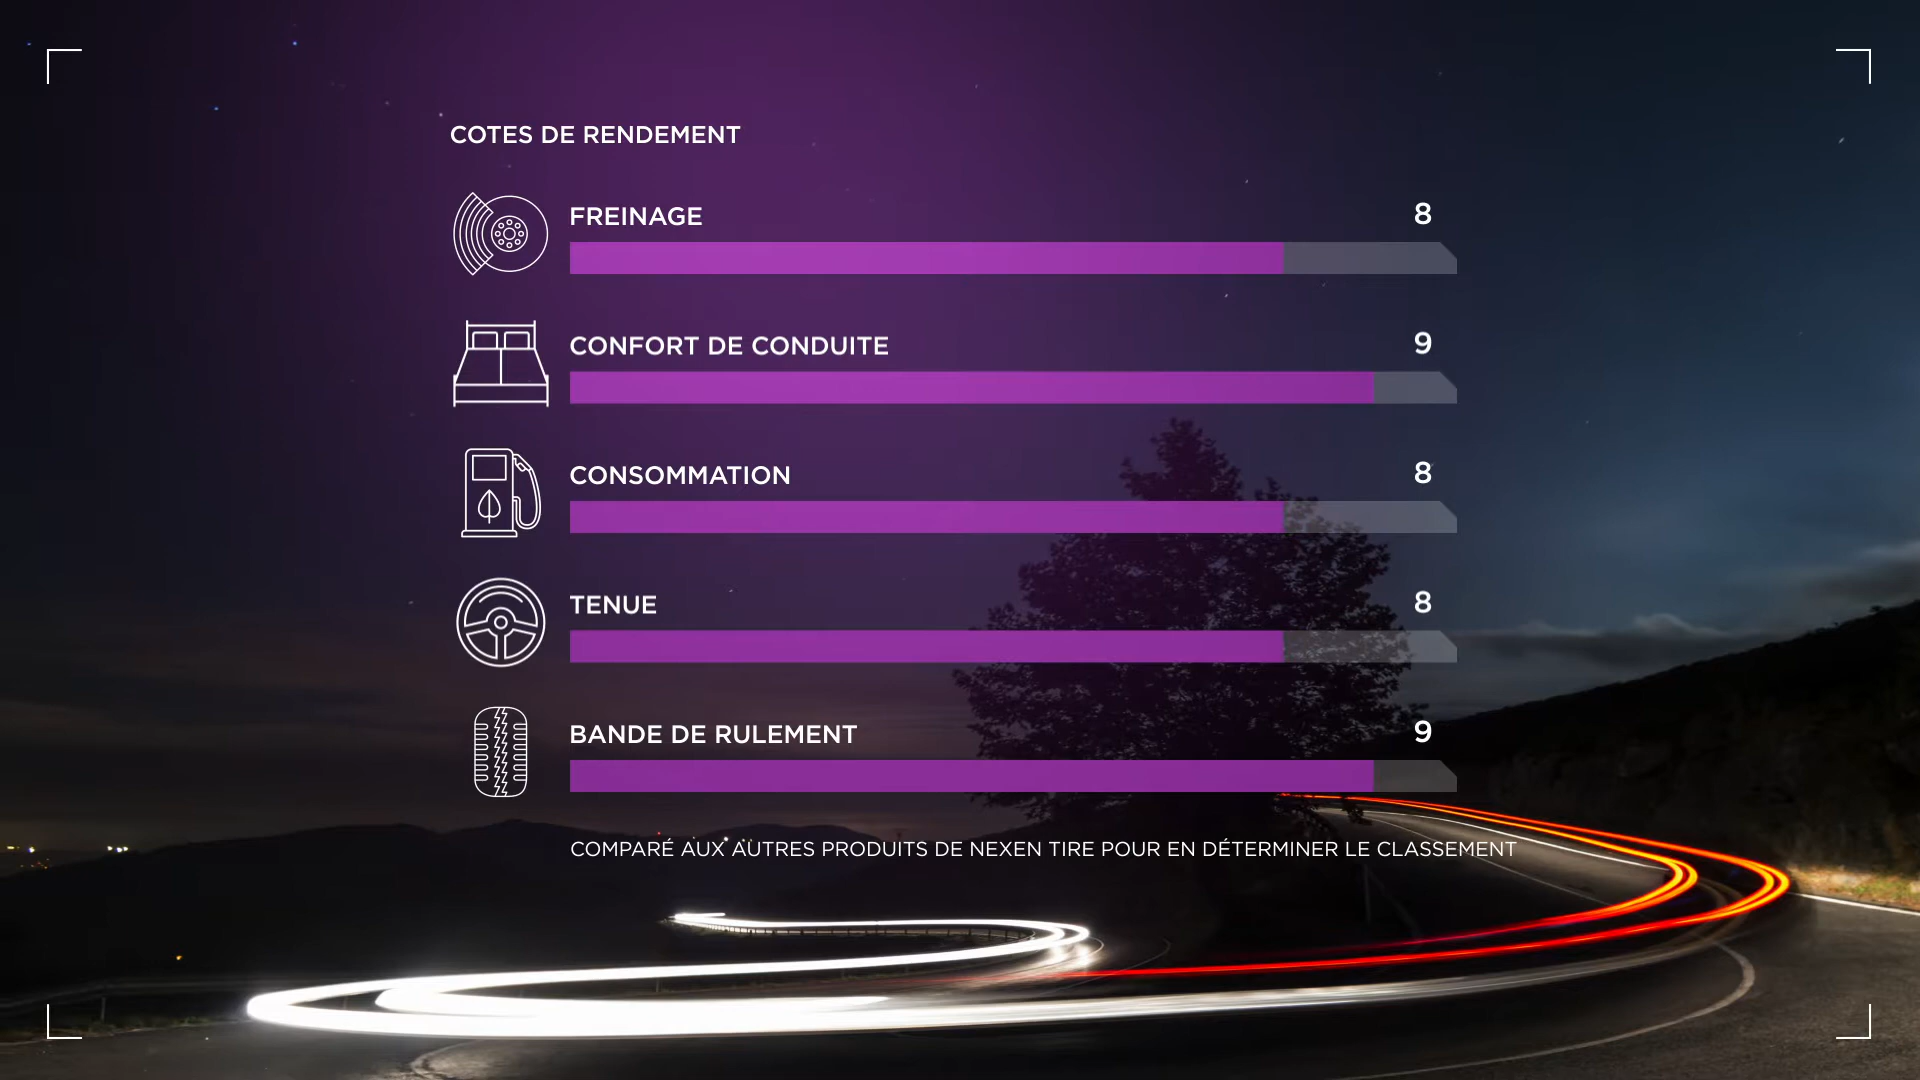 COTES DE RENDEMENT
FREINAGE 8
CONFORT DE CONDUITE 9
CONSOMMATION 8
TENUE 8
BANDE DE RULEMENT 9
COMPARÉ AUX AUTRES PRODUITS DE NEXEN TIRE POUR EN DÉTERMINER LE CLASSEMENT